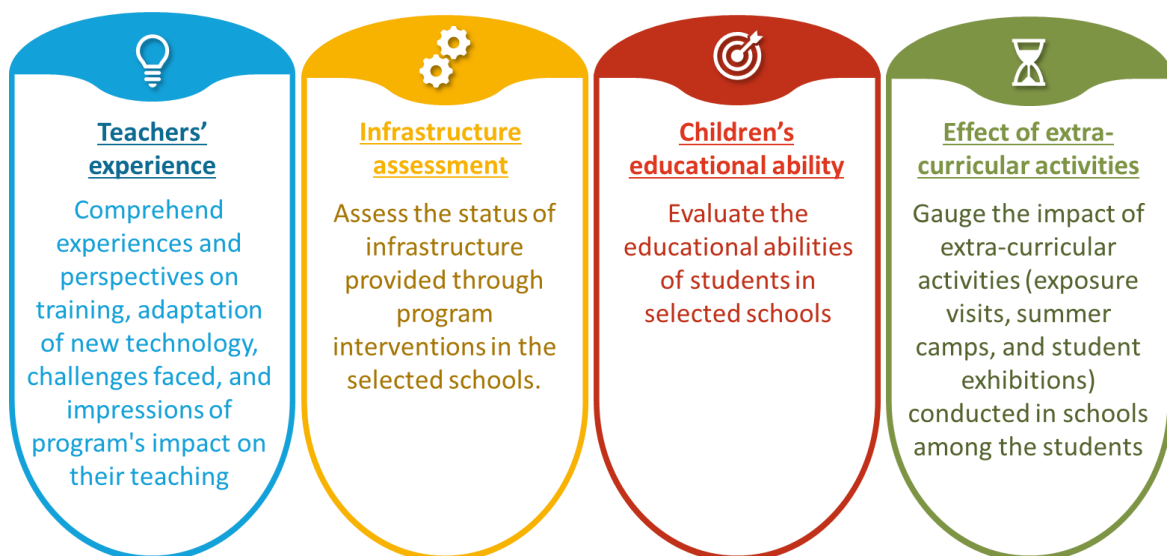 Teachers’
experience
Comprehend
experiences and
perspectives on
training, adaptation
of new technology,
challenges faced, and
impressions of
program's impact on
their teaching
Infrastructure
assessment
Assess the status of
infrastructure
provided through
program
interventions in the
selected schools.
Children’s
educational ability
Evaluate the
educational abilities
of students in
selected schools
Effect of extra-
curricular activities
Gauge the impact of
extra-curricular
activities (exposure
visits, summer
camps, and student
exhibitions)
conducted in schools
among the students